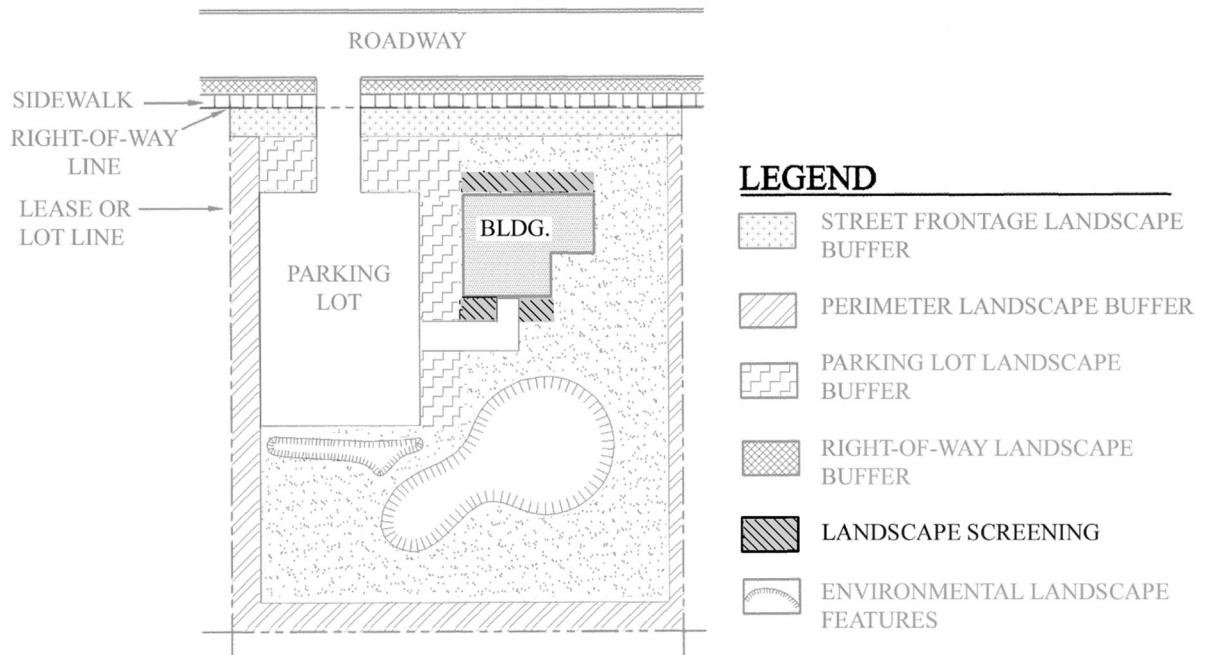 ROADWAY
SIDEWALK
RIGHT-OF-WAY
LINE
LEASE OR
LOT LINE
PARKING
LOT
BLDG.
LEGEND
STREET FRONTAGE LANDSCAPE
BUFFER
PERIMETER LANDSCAPE BUFFER
PARKING LOT LANDSCAPE
BUFFER
RIGHT-OF-WAY LANDSCAPE
BUFFER
LANDSCAPE SCREENING
ENVIRONMENTAL LANDSCAPE
FEATURES